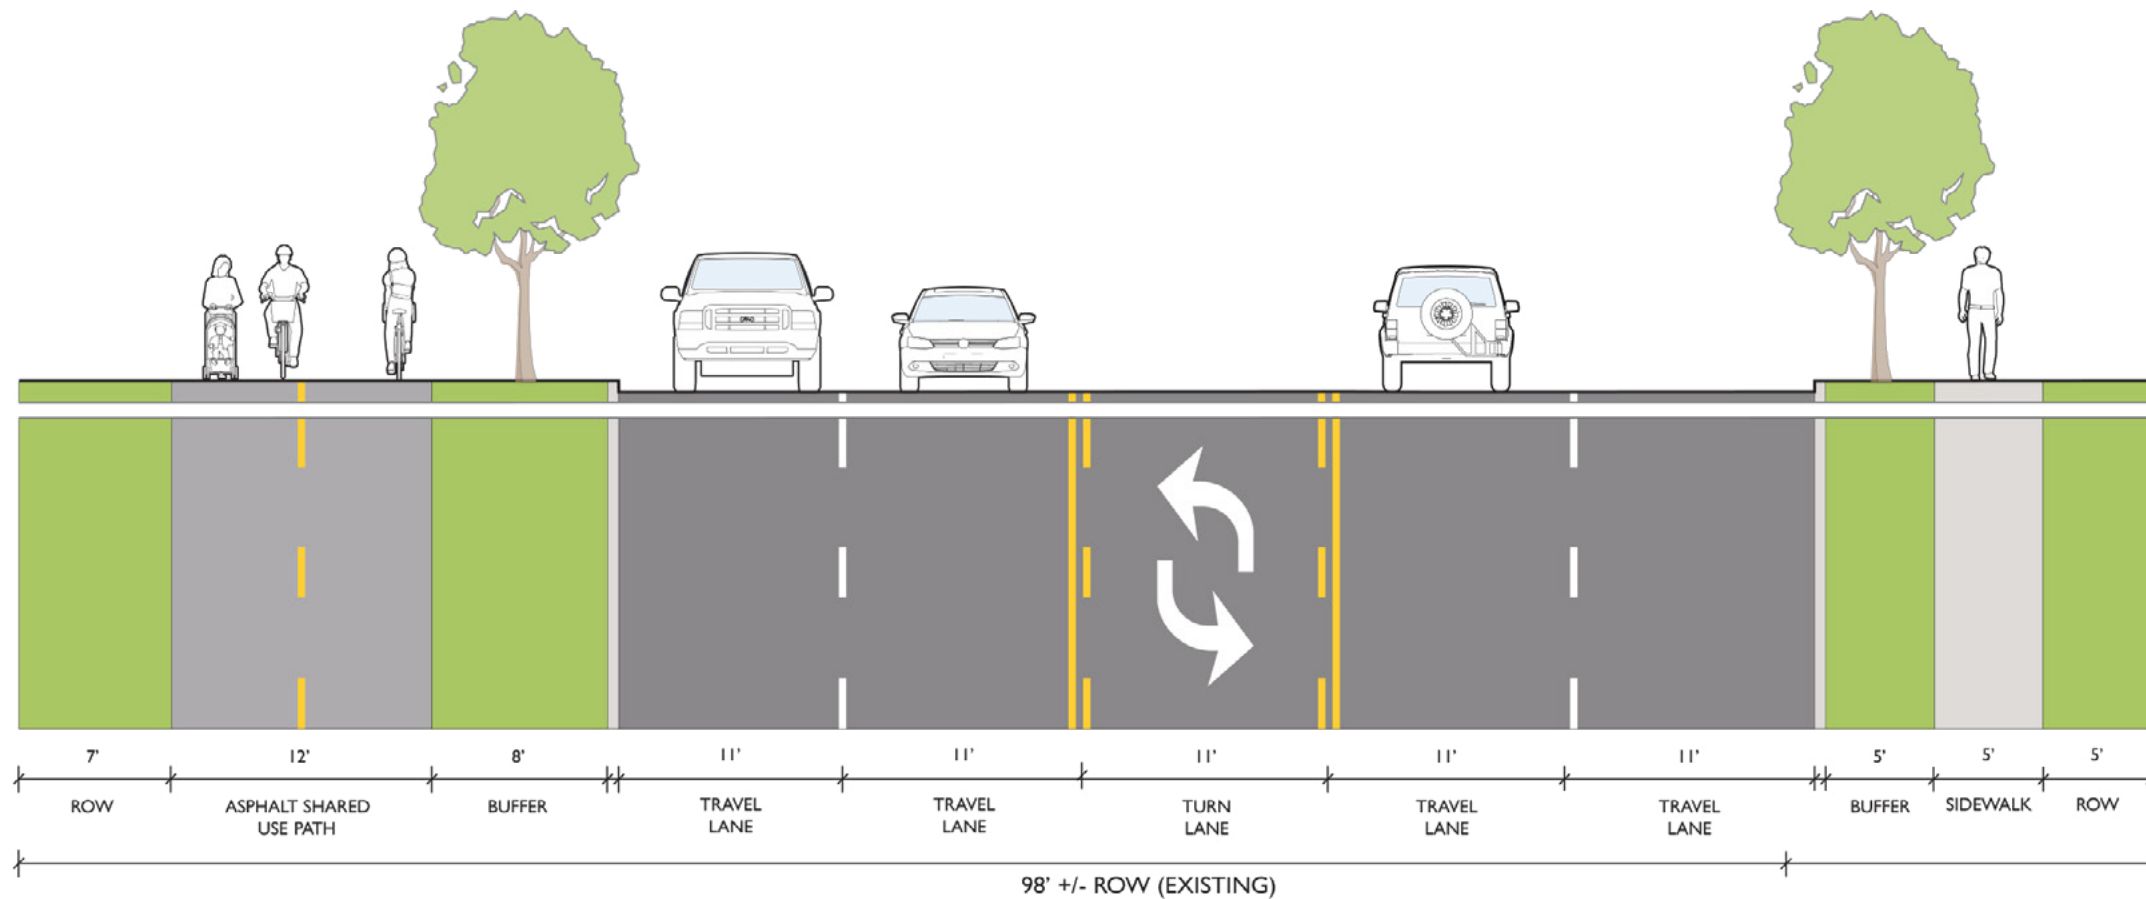 7' 12' 8' 11' 11' 11' 11' 11' 5' 5' 5'
ROW ASPHALT SHARED BUFFER TRAVEL TRAVEL TURN TRAVEL TRAVEL BUFFER SIDEWALK ROW
USE PATH LANE LANE LANE LANE LANE
98' +/- ROW (EXISTING)